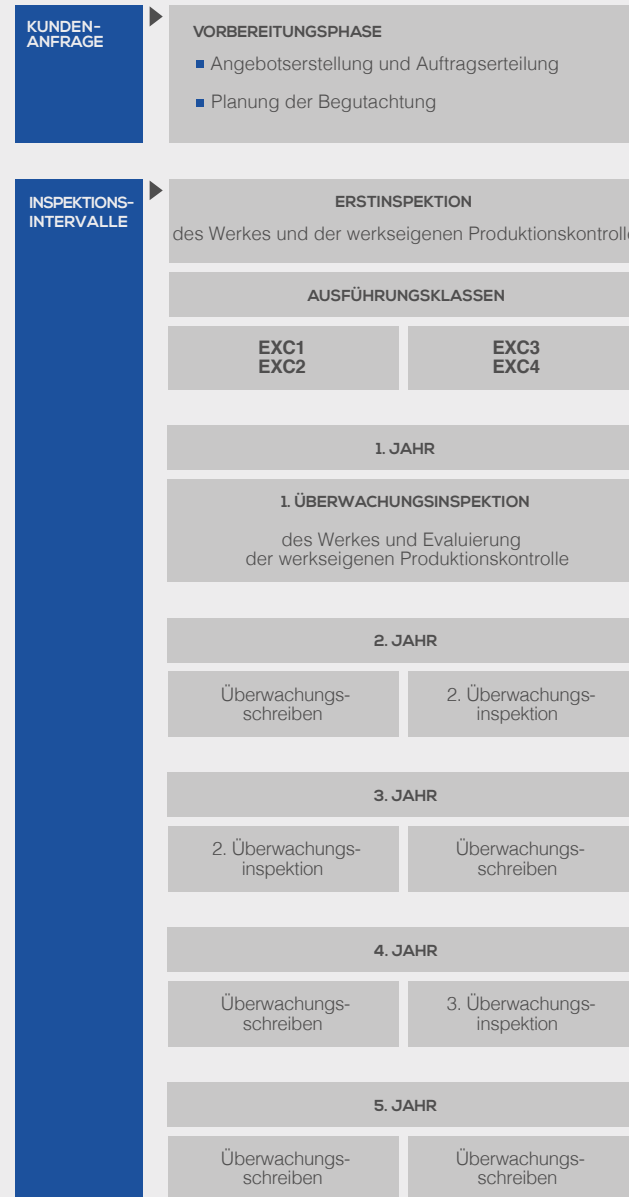 KUNDEN-
ANFRAGE
VORBEREITUNGSPHASE
Angebotserstellung und Auftragserteilung
Planung der Begutachtung
INSPEKTIONS-
INTERVALLE
ERSTINSPEKTION
des Werkes und der werkseigenen Produktionskontrolle
AUSFÜHRUNGSKLASSEN
EXC1
EXC2
EXC3
EXC4
1. JAHR
1. ÜBERWACHUNGSINSPEKTION
des Werkes und Evaluierung
der werkseigenen Produktionskontrolle
2. JAHR
Überwachungs-
schreiben
2. Überwachungs-
inspektion
3. JAHR
2. Überwachungs-
inspektion
Überwachungs-
schreiben
4. JAHR
Überwachungs-
schreiben
3. Überwachungs-
inspektion
5. JAHR
Überwachungs-
schreiben
Überwachungs-
schreiben